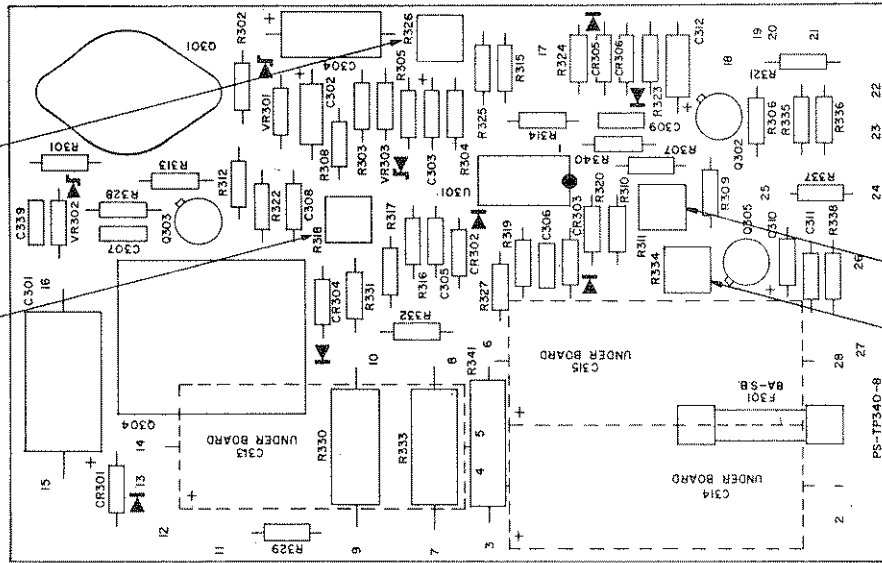 R302
Q301
R326
C304
R305
R315
17
R324
CR305
CR306
C312
18
19
20
21
R321
22
VR301
C302
R308
R303
VR303
C303
R304
R325
R314
C309
R323
R340
R307
Q302
R306
R335
R336
23
R301
R313
R312
R328
C339
VR302
C307
Q303
R322
C308
R318
R317
R316
C305
CR302
U301
R319
C306
CR303
R320
R310
R311
R309
25
R337
24
R334
Q305
C310
C311
R338
26
C301
16
CR304
R331
R332
R327
27
28
10
8
R341
6
C315
UNDER BOARD
Q304
C313
UNDER BOARD
R330
R333
5
4
F301
8A-S.B.
PS-TP340-8
15
14
13
CR301
12
11
R329
9
7
3
C314
UNDER BOARD
1
2